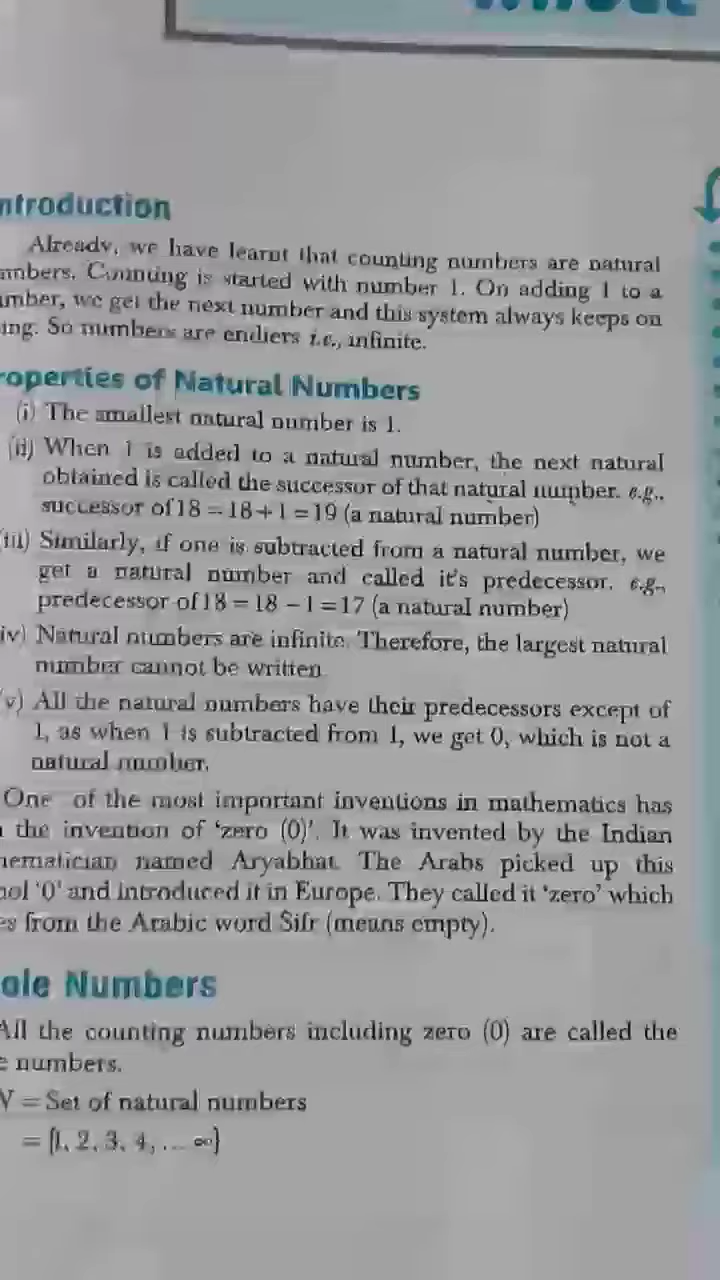 ntroduction
Already, we have learnt that counting numbers are natural
mbers. Counting is started with number 1. On adding 1 to a
mber, we get the next number and this system always keeps on
ing. So numbers are endiers i.e., infinite.
roperties of Natural Numbers
(i) The smallest natural number is 1.
(ii) When 1 is added to a natural number, the next natural
obtained is called the successor of that natural number. e.g.,
successor of 18 = 18 + 1 = 19 (a natural number)
(iii) Similarly, if one is subtracted from a natural number, we
get a natural number and called it's predecessor. e.g.,
predecessor of 18 = 18 – 1 = 17 (a natural number)
iv) Natural numbers are infinite. Therefore, the largest natural
number cannot be written
v) All the natural numbers have their predecessors except of
1, as when 1 is subtracted from 1, we get 0, which is not a
natural number.
One of the most important inventions in mathematics has
the invention of 'zero (0)'. It was invented by the Indian
hematician named Aryabhat. The Arabs picked up this
bol '0' and introduced it in Europe. They called it 'zero' which
es from the Arabic word Sifr (means empty).
ole Numbers
All the counting numbers including zero (0) are called the
e numbers.
N = Set of natural numbers
= {1, 2, 3, 4, ... ∞}